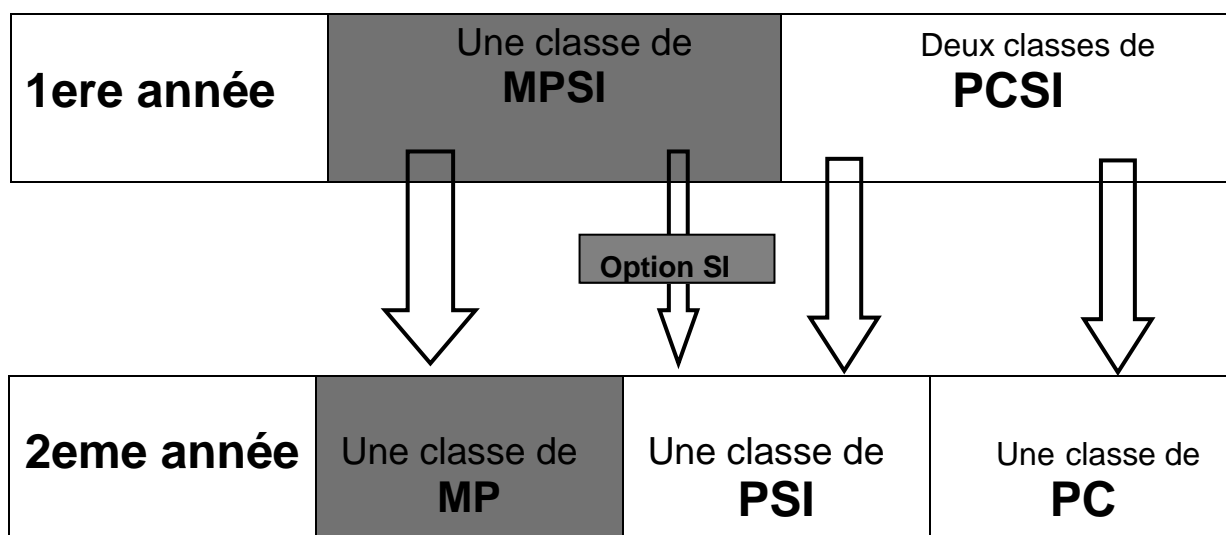 1ere année
Une classe de
MPSI
Deux classes de
PCSI
Option SI
2eme année
Une classe de
MP
Une classe de
PSI
Une classe de
PC